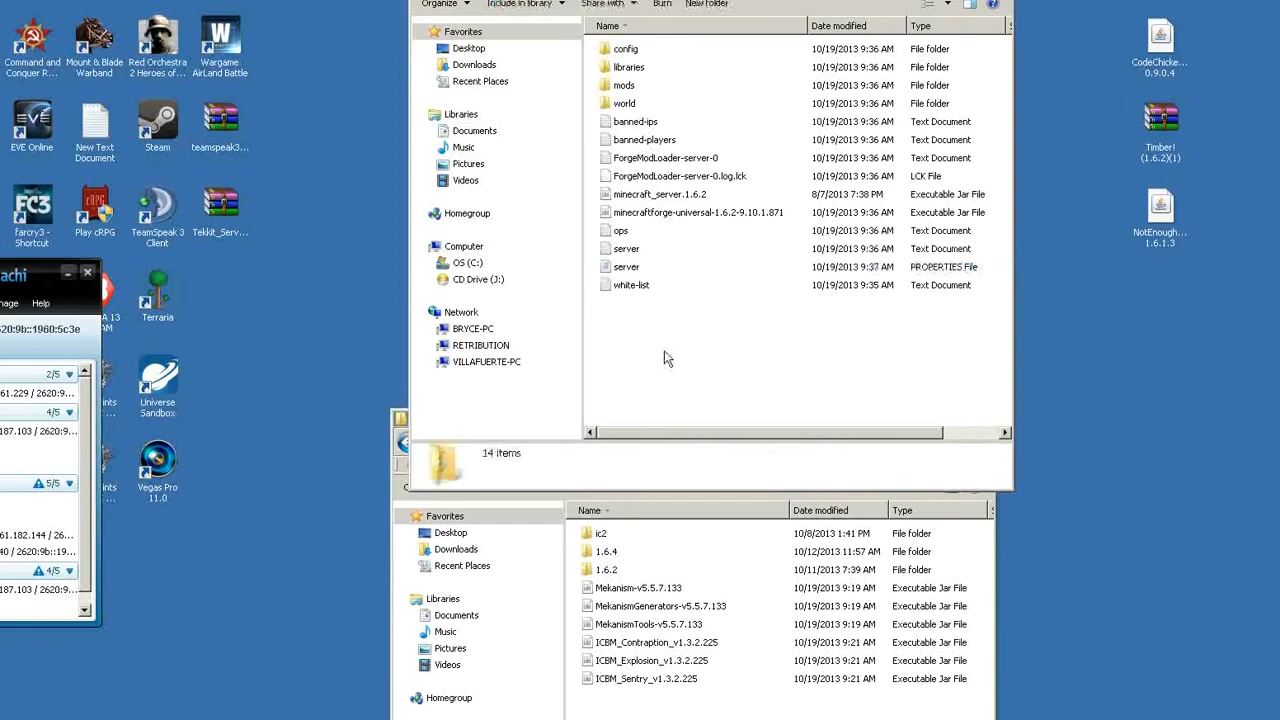 Command and
Conquer R...
Mount & Blade
Warband
Red Orchestra
2 Heroes of...
Wargame
AirLand Battle
EVE Online
New Text
Document
Steam
teamspeak3...
farcry3 -
Shortcut
Play cRPG
TeamSpeak 3
Client
Tekkit_Serv...
Terraria
Universe
Sandbox
Vegas Pro
11.0
achi
nage Help
2620:9b::1960:5c3e
2/5
61.229 / 2620:9...
4/5
187.103 / 2620:9...
5/5
61.182.144 / 26...
40 / 2620:9b::19...
4/5
187.103 / 2620:9...
Organize Include in library Share with Burn New folder
Name Date modified Type
Favorites
Desktop
Downloads
Recent Places
Libraries
Documents
Music
Pictures
Videos
Homegroup
Computer
OS (C:)
CD Drive (J:)
Network
BRYCE-PC
RETRIBUTION
VILLAFUERTE-PC
config 10/19/2013 9:36 AM File folder
libraries 10/19/2013 9:36 AM File folder
mods 10/19/2013 9:36 AM File folder
world 10/19/2013 9:36 AM File folder
banned-ips 10/19/2013 9:36 AM Text Document
banned-players 10/19/2013 9:36 AM Text Document
ForgeModLoader-server-0 10/19/2013 9:36 AM Text Document
ForgeModLoader-server-0.log.lck 10/19/2013 9:36 AM LCK File
minecraft_server.1.6.2 8/7/2013 7:38 PM Executable Jar File
minecraftforge-universal-1.6.2-9.10.1.871 10/19/2013 9:36 AM Executable Jar File
ops 10/19/2013 9:36 AM Text Document
server 10/19/2013 9:36 AM Text Document
server 10/19/2013 9:37 AM PROPERTIES File
white-list 10/19/2013 9:35 AM Text Document
14 items
Name Date modified Type
Favorites
Desktop
Downloads
Recent Places
Libraries
Documents
Music
Pictures
Videos
Homegroup
ic2 10/8/2013 1:41 PM File folder
1.6.4 10/12/2013 11:57 AM File folder
1.6.2 10/11/2013 7:39 AM File folder
Mekanism-v5.5.7.133 10/19/2013 9:19 AM Executable Jar File
MekanismGenerators-v5.5.7.133 10/19/2013 9:19 AM Executable Jar File
MekanismTools-v5.5.7.133 10/19/2013 9:19 AM Executable Jar File
ICBM_Contraption_v1.3.2.225 10/19/2013 9:21 AM Executable Jar File
ICBM_Explosion_v1.3.2.225 10/19/2013 9:21 AM Executable Jar File
ICBM_Sentry_v1.3.2.225 10/19/2013 9:21 AM Executable Jar File
CodeChicke...
0.9.0.4
Timber!
(1.6.2)(1)
NotEnough...
1.6.1.3